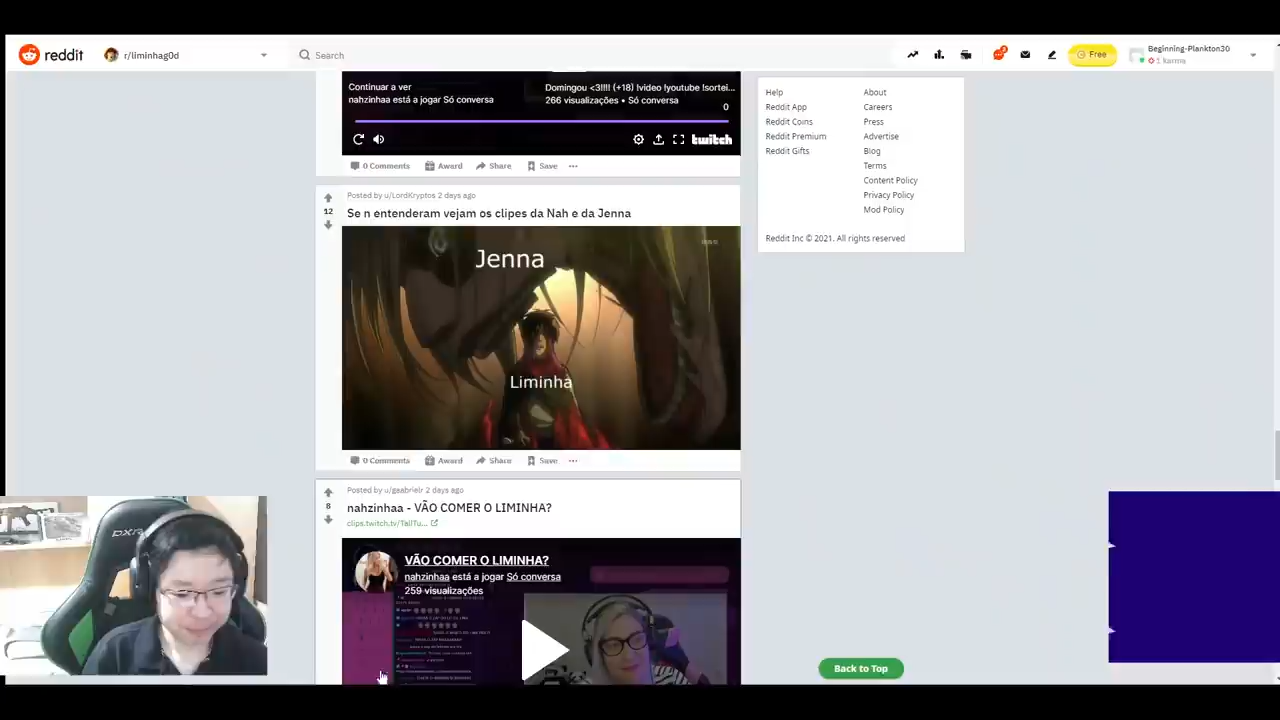 reddit
r/liminhag0d
Search
Free
Beginning-Plankton30
1 karma
Continuar a ver
nahzinhaa está a jogar Só conversa
Domingou <3!!!! (+18) !video !youtube !sortei...
266 visualizações • Só conversa
0
twitch
0 Comments
Award
Share
Save
Help
About
Reddit App
Careers
Reddit Coins
Press
Reddit Premium
Advertise
Reddit Gifts
Blog
Terms
Content Policy
Privacy Policy
Mod Policy
Reddit Inc © 2021. All rights reserved
Posted by u/LordKryptos 2 days ago
12
Se n entenderam vejam os clipes da Nah e da Jenna
Jenna
Liminha
0 Comments
Award
Share
Save
Posted by u/gaabrielr 2 days ago
8
nahzinhaa - VÃO COMER O LIMINHA?
clips.twitch.tv/TallTu...
VÃO COMER O LIMINHA?
nahzinhaa está a jogar Só conversa
259 visualizações
Back to Top